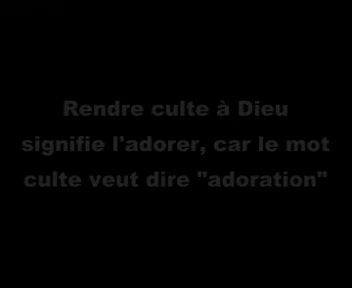 Rendre culte à Dieu
signifie l'adorer, car le mot
culte veut dire "adoration"